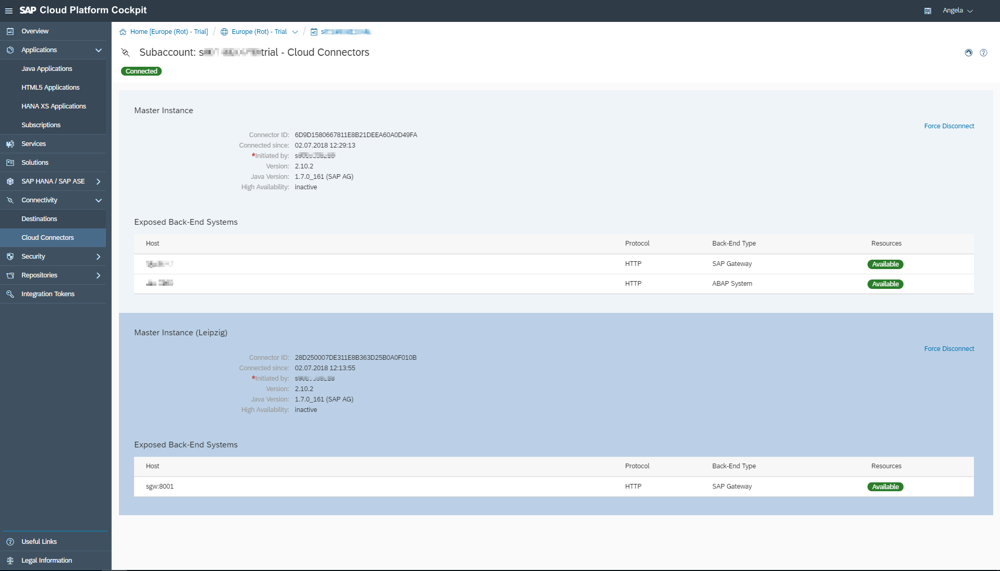 SAP Cloud Platform Cockpit
Angela
Overview
Applications
Java Applications
HTML5 Applications
HANA XS Applications
Subscriptions
Services
Solutions
SAP HANA / SAP ASE
Connectivity
Destinations
Cloud Connectors
Security
Repositories
Integration Tokens
Useful Links
Legal Information
Home [Europe (Rot) - Trial] / Europe (Rot) - Trial /
Subaccount: trial - Cloud Connectors
Connected
Master Instance
Force Disconnect
Connector ID: 6D9D1580667811E8B21DEEA60A0D49FA
Connected since: 02.07.2018 12:29:13
*Initiated by:
Version: 2.10.2
Java Version: 1.7.0_161 (SAP AG)
High Availability: inactive
Exposed Back-End Systems
Host Protocol Back-End Type Resources
HTTP SAP Gateway Available
HTTP ABAP System Available
Master Instance (Leipzig)
Force Disconnect
Connector ID: 28D250007DE311E8B363D25B0A0F010B
Connected since: 02.07.2018 12:13:55
*Initiated by:
Version: 2.10.2
Java Version: 1.7.0_161 (SAP AG)
High Availability: inactive
Exposed Back-End Systems
Host Protocol Back-End Type Resources
sgw:8001 HTTP SAP Gateway Available